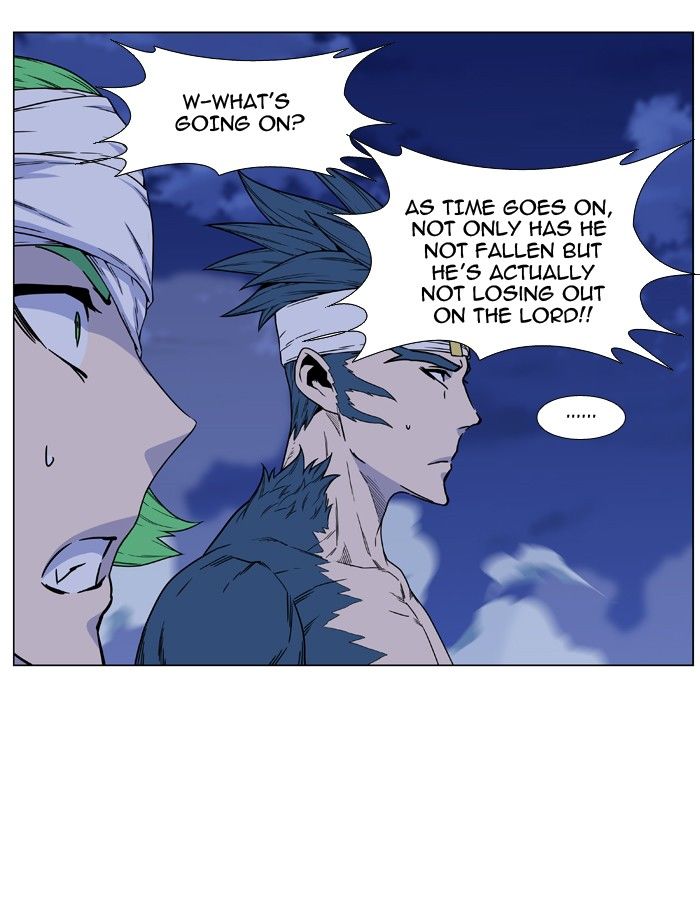 W-WHAT'S
GOING ON?
AS TIME GOES ON,
NOT ONLY HAS HE
NOT FALLEN BUT
HE'S ACTUALLY
NOT LOSING OUT
ON THE LORD!!
......